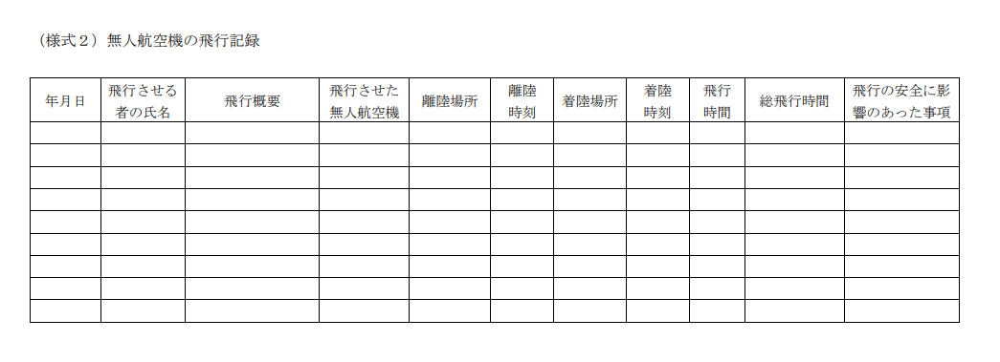 （様式２）無人航空機の飛行記録
年月日
飛行させる
者の氏名
飛行概要
飛行させた
無人航空機
離陸場所
離陸
時刻
着陸場所
着陸
時刻
飛行
時間
総飛行時間
飛行の安全に影
響のあった事項